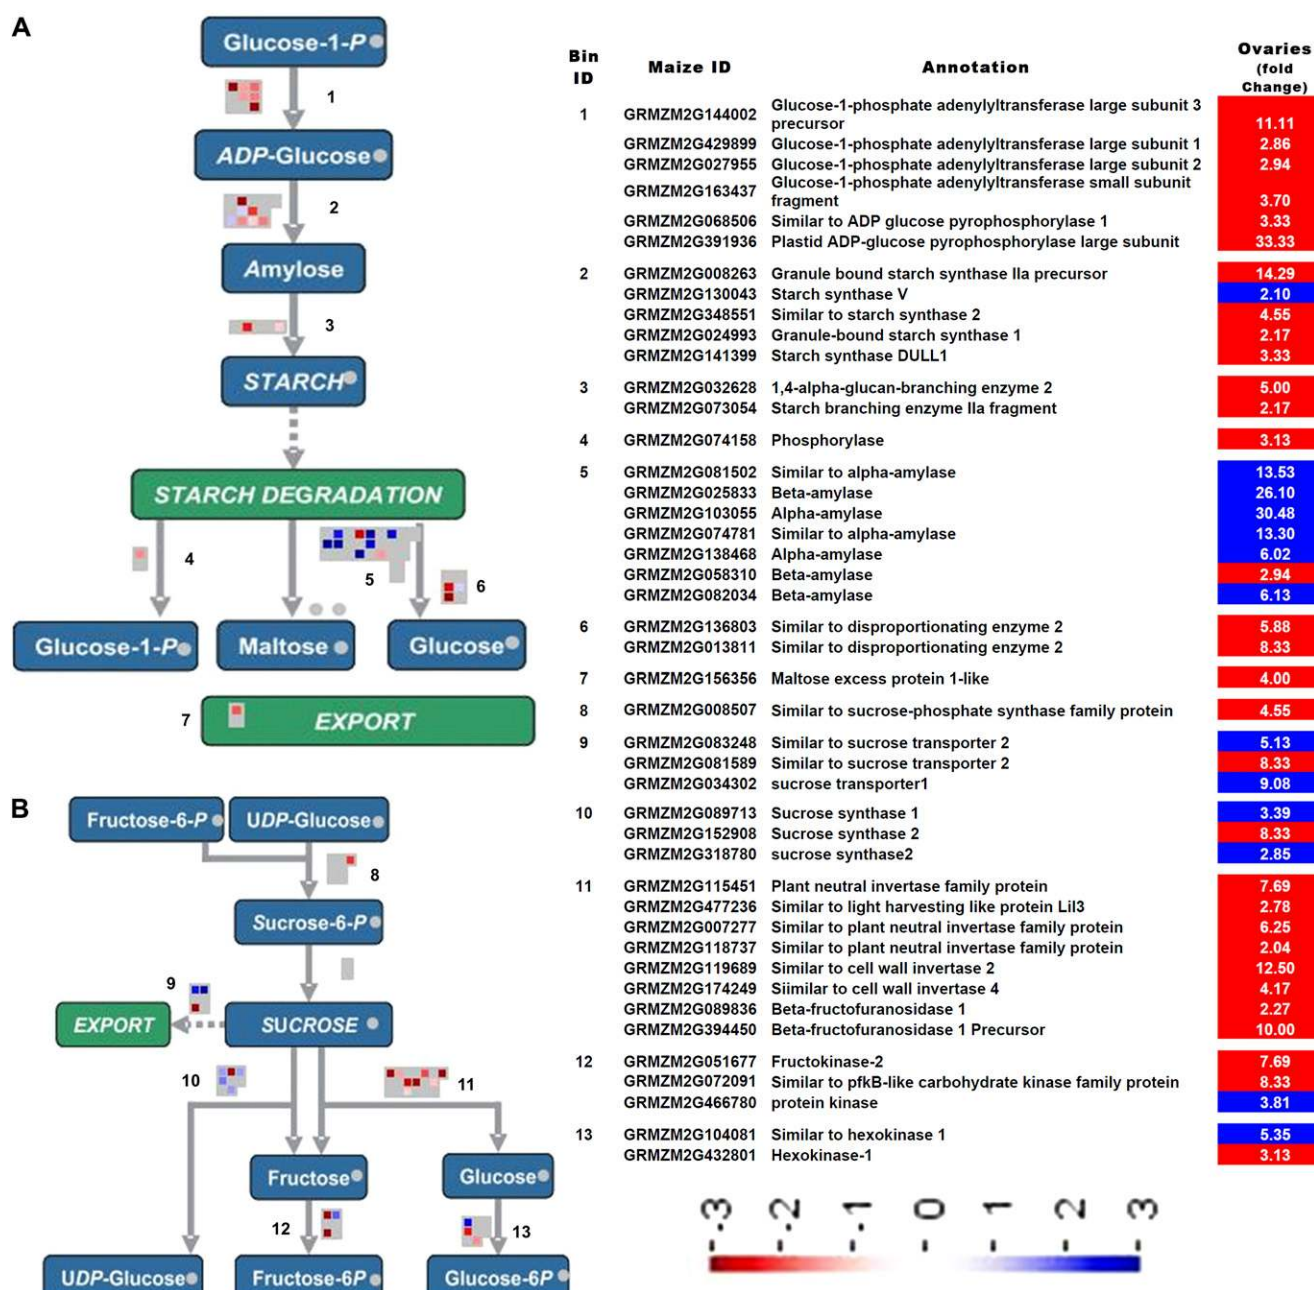 A
Glucose-1-P
1
ADP-Glucose
2
Amylose
3
STARCH
STARCH DEGRADATION
4
5
6
Glucose-1-P
Maltose
Glucose
7
EXPORT
B
Fructose-6-P
UDP-Glucose
8
Sucrose-6-P
9
EXPORT
SUCROSE
10
11
Fructose
Glucose
12
13
UDP-Glucose
Fructose-6P
Glucose-6P
Bin ID Maize ID Annotation Ovaries (fold Change)
1 GRMZM2G144002 Glucose-1-phosphate adenylyltransferase large subunit 3
precursor 11.11
GRMZM2G429899 Glucose-1-phosphate adenylyltransferase large subunit 1 2.86
GRMZM2G027955 Glucose-1-phosphate adenylyltransferase large subunit 2 2.94
GRMZM2G163437 Glucose-1-phosphate adenylyltransferase small subunit
fragment 3.70
GRMZM2G068506 Similar to ADP glucose pyrophosphorylase 1 3.33
GRMZM2G391936 Plastid ADP-glucose pyrophosphorylase large subunit 33.33
2 GRMZM2G008263 Granule bound starch synthase IIa precursor 14.29
GRMZM2G130043 Starch synthase V 2.10
GRMZM2G348551 Similar to starch synthase 2 4.55
GRMZM2G024993 Granule-bound starch synthase 1 2.17
GRMZM2G141399 Starch synthase DULL1 3.33
3 GRMZM2G032628 1,4-alpha-glucan-branching enzyme 2 5.00
GRMZM2G073054 Starch branching enzyme IIa fragment 2.17
4 GRMZM2G074158 Phosphorylase 3.13
5 GRMZM2G081502 Similar to alpha-amylase 13.53
GRMZM2G025833 Beta-amylase 26.10
GRMZM2G103055 Alpha-amylase 30.48
GRMZM2G074781 Similar to alpha-amylase 13.30
GRMZM2G138468 Alpha-amylase 6.02
GRMZM2G058310 Beta-amylase 2.94
GRMZM2G082034 Beta-amylase 6.13
6 GRMZM2G136803 Similar to disproportionating enzyme 2 5.88
GRMZM2G013811 Similar to disproportionating enzyme 2 8.33
7 GRMZM2G156356 Maltose excess protein 1-like 4.00
8 GRMZM2G008507 Similar to sucrose-phosphate synthase family protein 4.55
9 GRMZM2G083248 Similar to sucrose transporter 2 5.13
GRMZM2G081589 Similar to sucrose transporter 2 8.33
GRMZM2G034302 sucrose transporter1 9.08
10 GRMZM2G089713 Sucrose synthase 1 3.39
GRMZM2G152908 Sucrose synthase 2 8.33
GRMZM2G318780 sucrose synthase2 2.85
11 GRMZM2G115451 Plant neutral invertase family protein 7.69
GRMZM2G477236 Similar to light harvesting like protein Lil3 2.78
GRMZM2G007277 Similar to plant neutral invertase family protein 6.25
GRMZM2G118737 Similar to plant neutral invertase family protein 2.04
GRMZM2G119689 Similar to cell wall invertase 2 12.50
GRMZM2G174249 Siimilar to cell wall invertase 4 4.17
GRMZM2G089836 Beta-fructofuranosidase 1 2.27
GRMZM2G394450 Beta-fructofuranosidase 1 Precursor 10.00
12 GRMZM2G051677 Fructokinase-2 7.69
GRMZM2G072091 Similar to pfkB-like carbohydrate kinase family protein 8.33
GRMZM2G466780 protein kinase 3.81
13 GRMZM2G104081 Similar to hexokinase 1 5.35
GRMZM2G432801 Hexokinase-1 3.13
-3 -2 -1 0 1 2 3